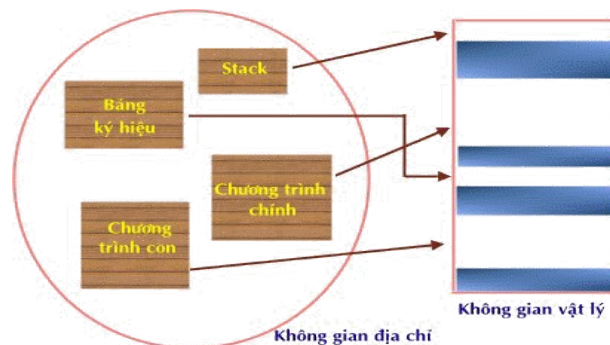 Stack
Bảng
ký hiệu
Chương trình
chính
Chương
trình con
Không gian địa chỉ
Không gian vật lý